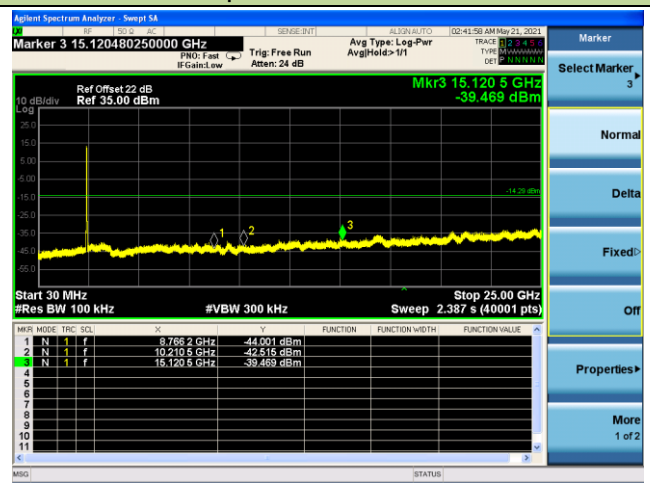 Agilent Spectrum Analyzer - Swept SA
RF 50 Ω AC SENSE:INT ALIGN AUTO 02:41:58 AM May 21, 2021
Marker 3 15.120480250000 GHz
PNO: Fast Trig: Free Run Avg Type: Log-Pwr TRACE 1 2 3 4 5 6
IFGain:Low Atten: 24 dB Avg|Hold:>1/1 TYPE
DET P N N N N N
Ref Offset 22 dB
Mkr3 15.120 5 GHz
10 dB/div Ref 35.00 dBm -39.469 dBm
Log
25.0
15.0
5.00
-5.00
-14.29 dBm
-15.0
-25.0
-35.0
1 2 3
-45.0
-55.0
Start 30 MHz Stop 25.00 GHz
#Res BW 100 kHz #VBW 300 kHz Sweep 2.387 s (40001 pts)
MKR MODE TRC SCL X Y FUNCTION FUNCTION WIDTH FUNCTION VALUE
1 N 1 f 8.766 2 GHz -44.001 dBm
2 N 1 f 10.210 5 GHz -42.515 dBm
3 N 1 f 15.120 5 GHz -39.469 dBm
4
5
6
7
8
9
10
11
MSG STATUS
Marker
Select Marker
3
Normal
Delta
Fixed
Off
Properties
More
1 of 2